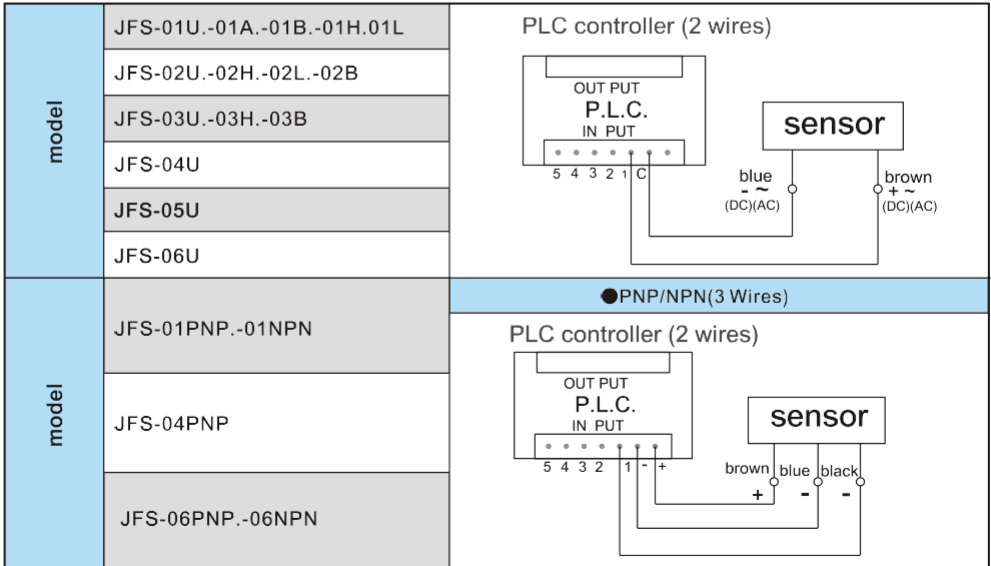 model
JFS-01U.-01A.-01B.-01H.01L
JFS-02U.-02H.-02L.-02B
JFS-03U.-03H.-03B
JFS-04U
JFS-05U
JFS-06U
PLC controller (2 wires)
OUT PUT
P.L.C.
IN PUT
5 4 3 2 1 C
sensor
blue
- ~
(DC)(AC)
brown
+ ~
(DC)(AC)
model
JFS-01PNP.-01NPN
JFS-04PNP
JFS-06PNP.-06NPN
●PNP/NPN(3 Wires)
PLC controller (2 wires)
OUT PUT
P.L.C.
IN PUT
5 4 3 2 1 - +
sensor
brown blue black
+ - -